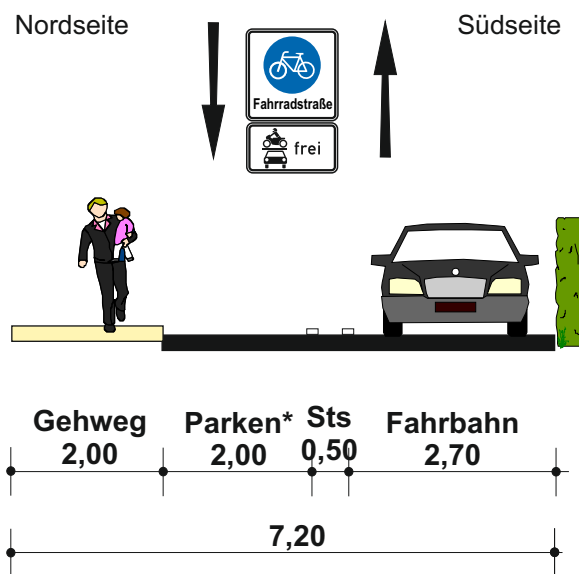 Nordseite
Südseite
Fahrradstraße
frei
Gehweg Parken* Sts Fahrbahn
2,00 2,00 0,50 2,70
7,20